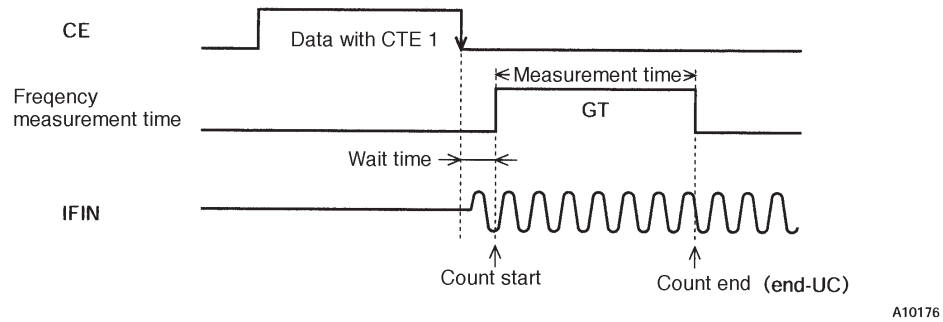 CE
Data with CTE 1
Measurement time
Freqency
measurement time
GT
Wait time
IFIN
Count start
Count end (end-UC)
A10176